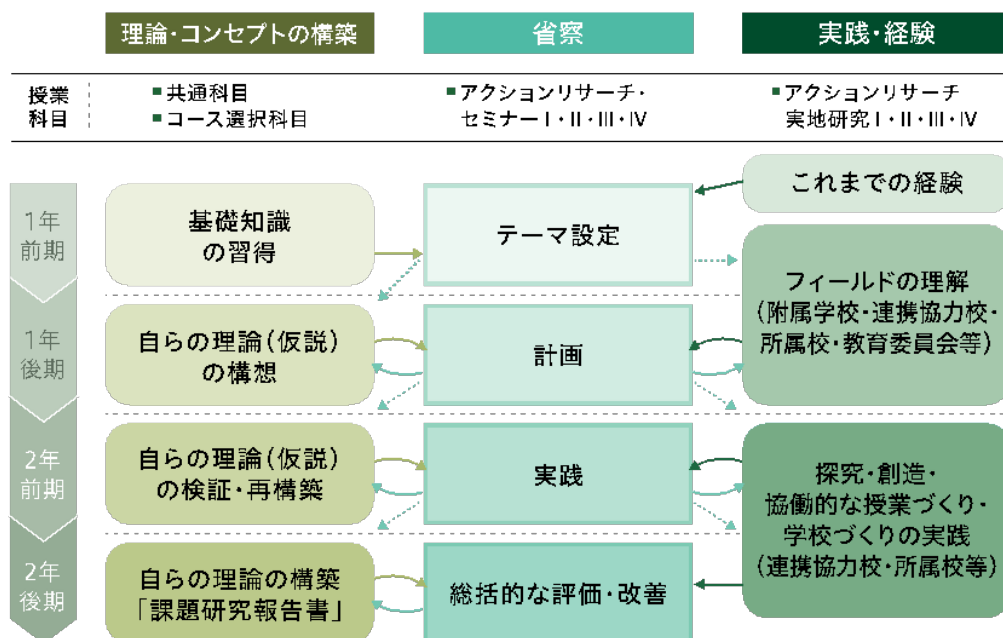 理論・コンセプトの構築
省察
実践・経験
授業
科目
■共通科目
■コース選択科目
■アクションリサーチ・
セミナーⅠ・Ⅱ・Ⅲ・Ⅳ
■アクションリサーチ
実地研究Ⅰ・Ⅱ・Ⅲ・Ⅳ
1年
前期
基礎知識
の習得
テーマ設定
これまでの経験
フィールドの理解
(附属学校・連携協力校・
所属校・教育委員会等)
1年
後期
自らの理論(仮説)
の構想
計画
2年
前期
自らの理論(仮説)
の検証・再構築
実践
探究・創造・
協働的な授業づくり・
学校づくりの実践
(連携協力校・所属校等)
2年
後期
自らの理論の構築
「課題研究報告書」
総括的な評価・改善